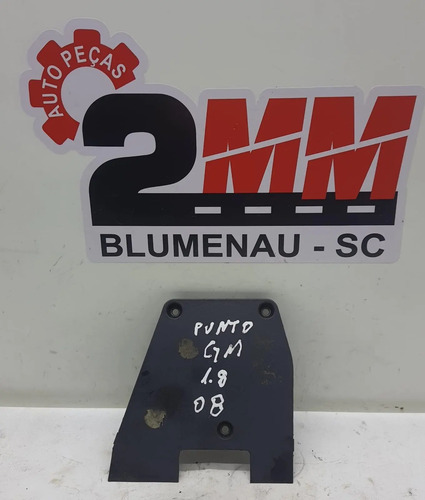 AUTO PEÇAS
2MM
BLUMENAU - SC
PUNTO
GM
1.8
08